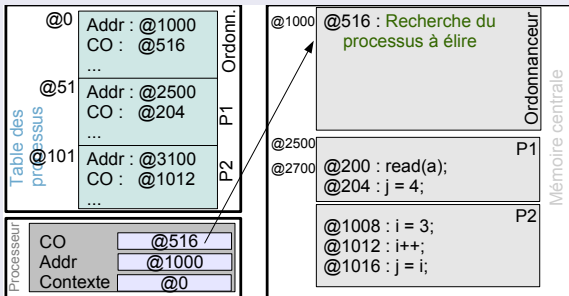 @0
Addr : @1000
CO : @516
...
Ordonn.
@51
Addr : @2500
CO : @204
...
P1
@101
Addr : @3100
CO : @1012
...
P2
Table des
processus
Processeur
CO @516
Addr @1000
Contexte @0
@1000
@516 : Recherche du
processus à élire
Ordonnanceur
@2500
@2700
P1
@200 : read(a);
@204 : j = 4;
P2
@1008 : i = 3;
@1012 : i++;
@1016 : j = i;
Mémoire centrale